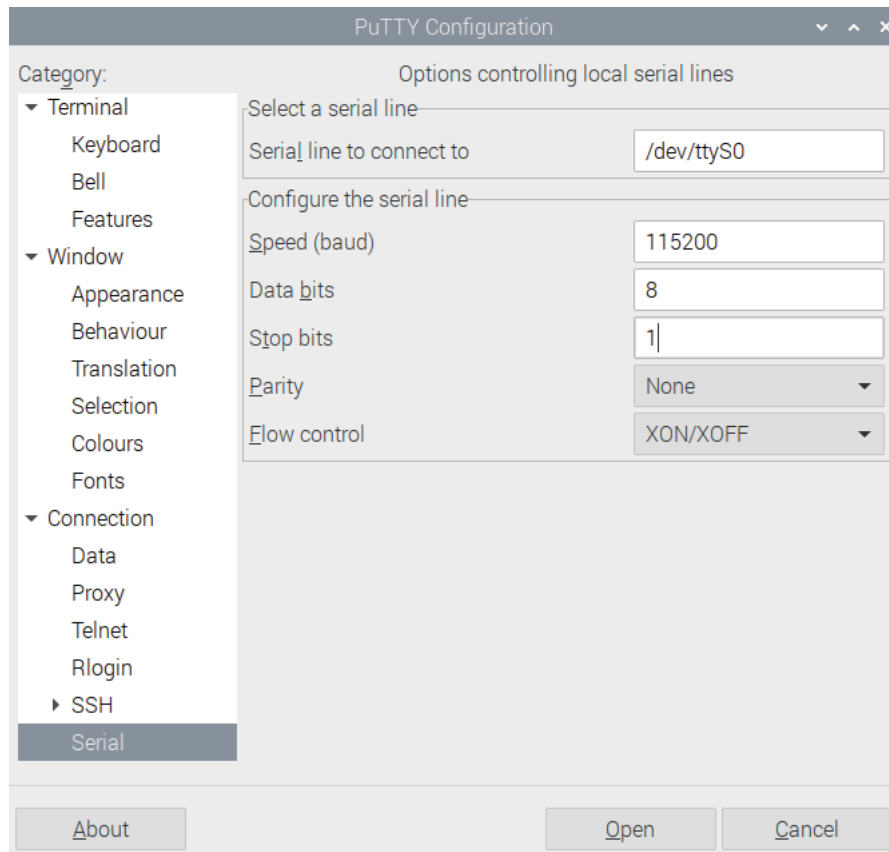 PuTTY Configuration
Category:
Terminal
Keyboard
Bell
Features
Window
Appearance
Behaviour
Translation
Selection
Colours
Fonts
Connection
Data
Proxy
Telnet
Rlogin
SSH
Serial
Options controlling local serial lines
Select a serial line
Serial line to connect to /dev/ttyS0
Configure the serial line
Speed (baud) 115200
Data bits 8
Stop bits 1
Parity None
Flow control XON/XOFF
About Open Cancel